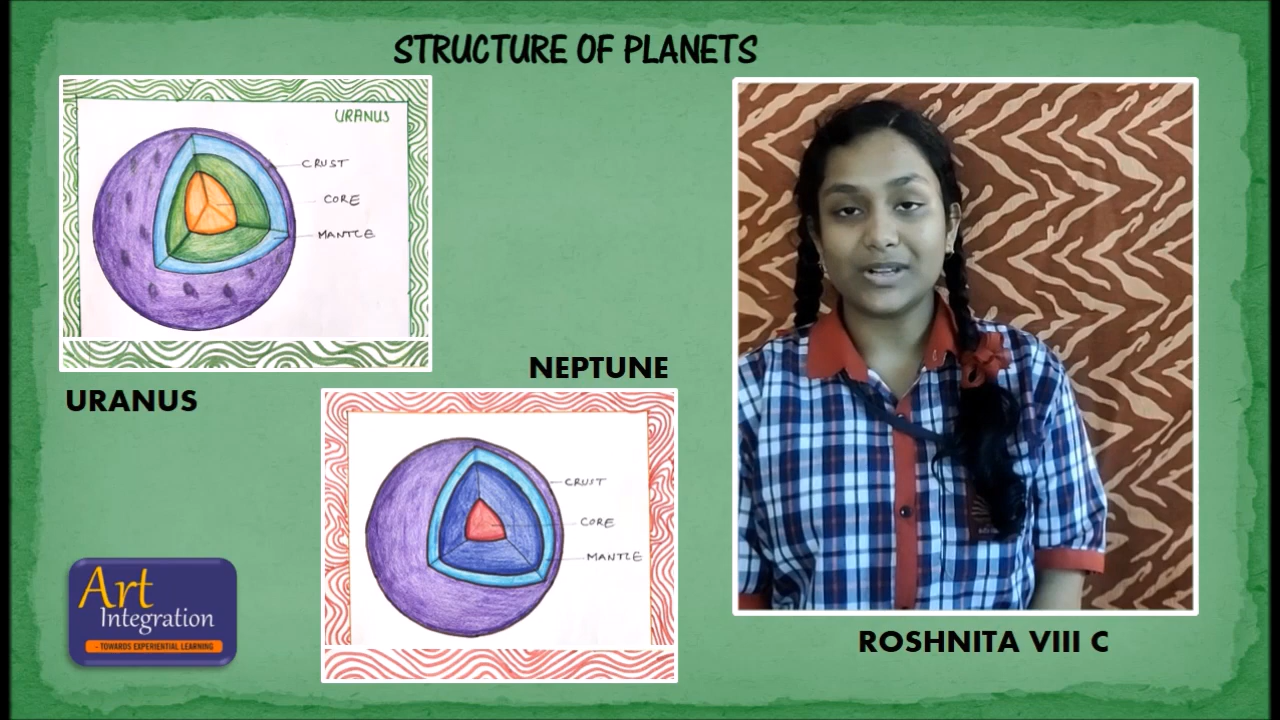 STRUCTURE OF PLANETS
URANUS
CRUST
CORE
MANTLE
URANUS
NEPTUNE
CRUST
CORE
MANTLE
Art
Integration
- TOWARDS EXPERIENTIAL LEARNING
ROSHNITA VIII C